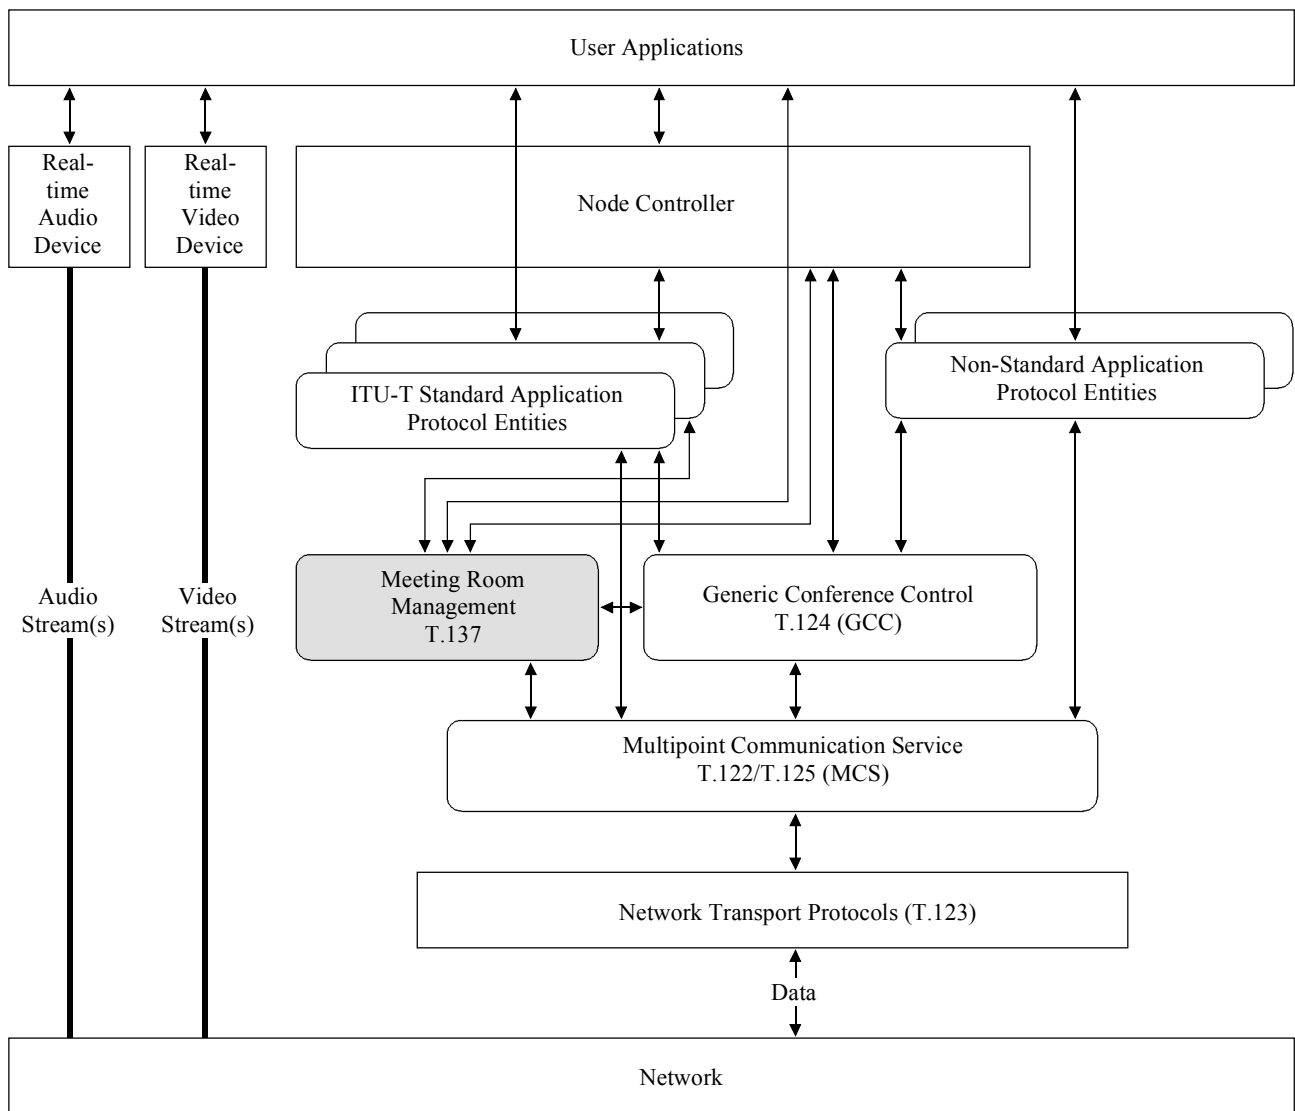 User Applications
Real-
time
Audio
Device
Real-
time
Video
Device
Node Controller
ITU-T Standard Application
Protocol Entities
Non-Standard Application
Protocol Entities
Audio
Stream(s)
Video
Stream(s)
Meeting Room
Management
T.137
Generic Conference Control
T.124 (GCC)
Multipoint Communication Service
T.122/T.125 (MCS)
Network Transport Protocols (T.123)
Data
Network